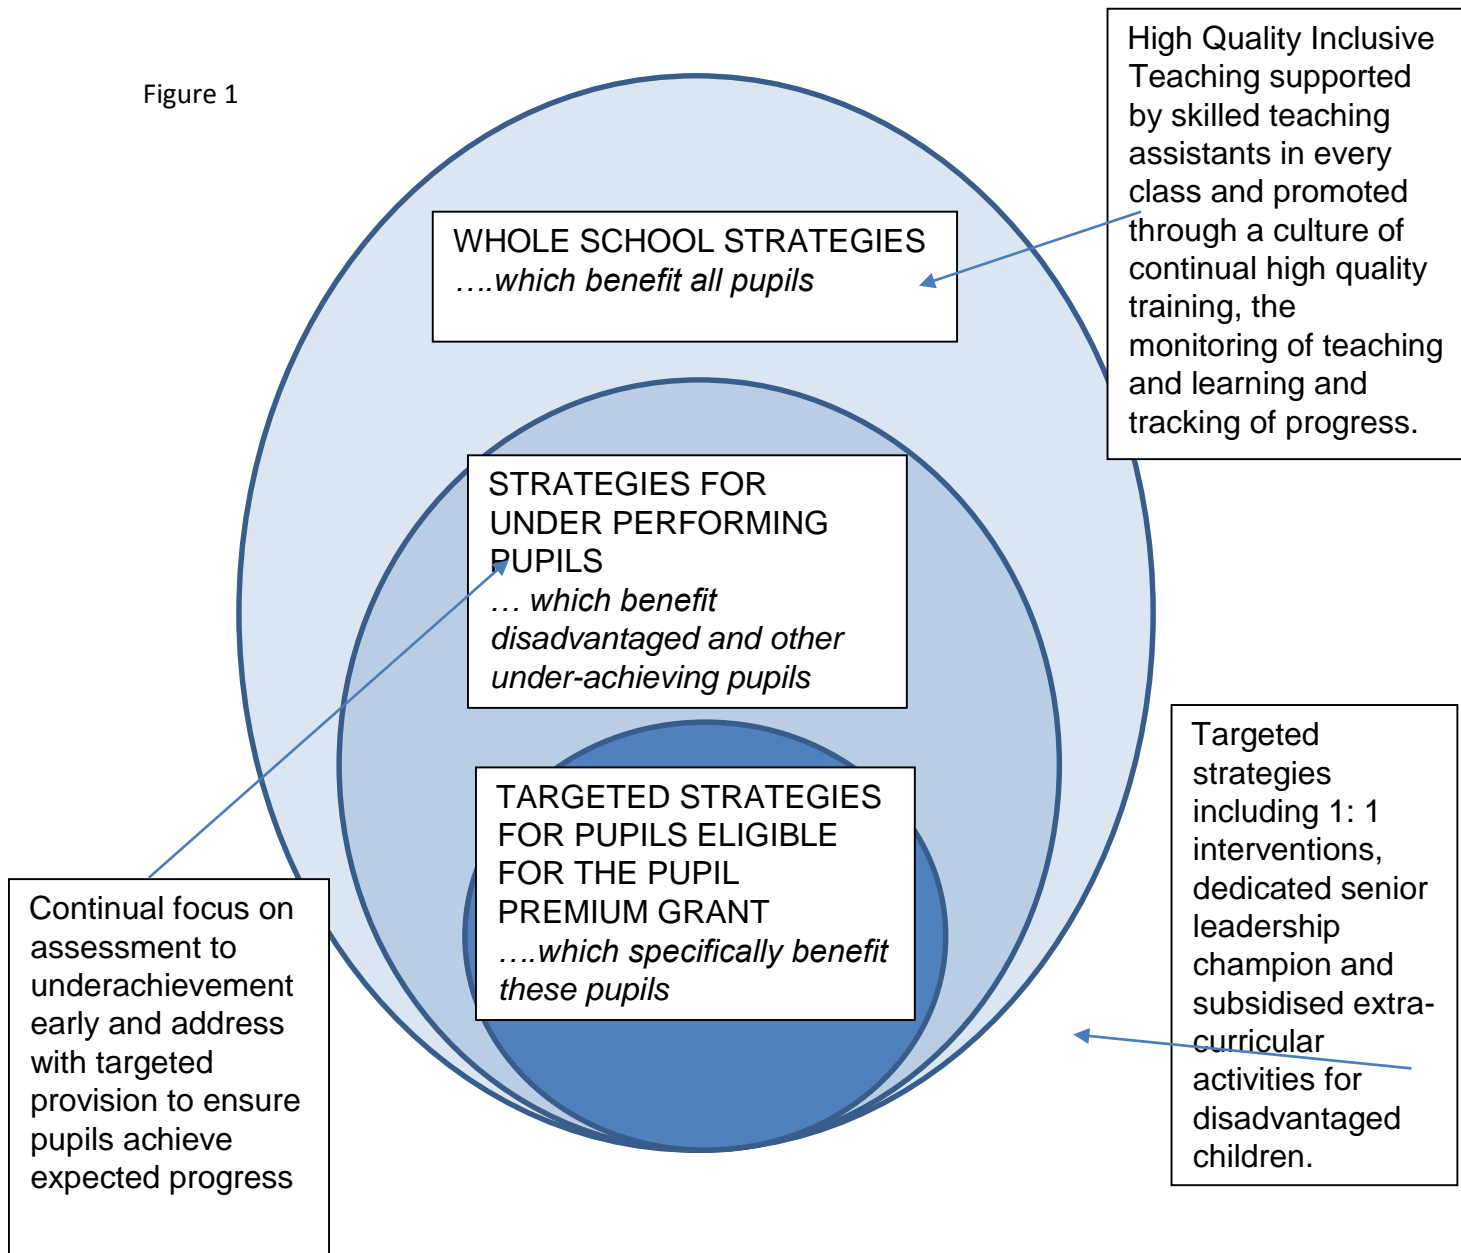 Figure 1
High Quality Inclusive
Teaching supported
by skilled teaching
assistants in every
class and promoted
through a culture of
continual high quality
training, the
monitoring of teaching
and learning and
tracking of progress.
WHOLE SCHOOL STRATEGIES
….which benefit all pupils
STRATEGIES FOR
UNDER PERFORMING
PUPILS
… which benefit
disadvantaged and other
under-achieving pupils
TARGETED STRATEGIES
FOR PUPILS ELIGIBLE
FOR THE PUPIL
PREMIUM GRANT
….which specifically benefit
these pupils
Continual focus on
assessment to
underachievement
early and address
with targeted
provision to ensure
pupils achieve
expected progress
Targeted
strategies
including 1: 1
interventions,
dedicated senior
leadership
champion and
subsidised extra-
curricular
activities for
disadvantaged
children.